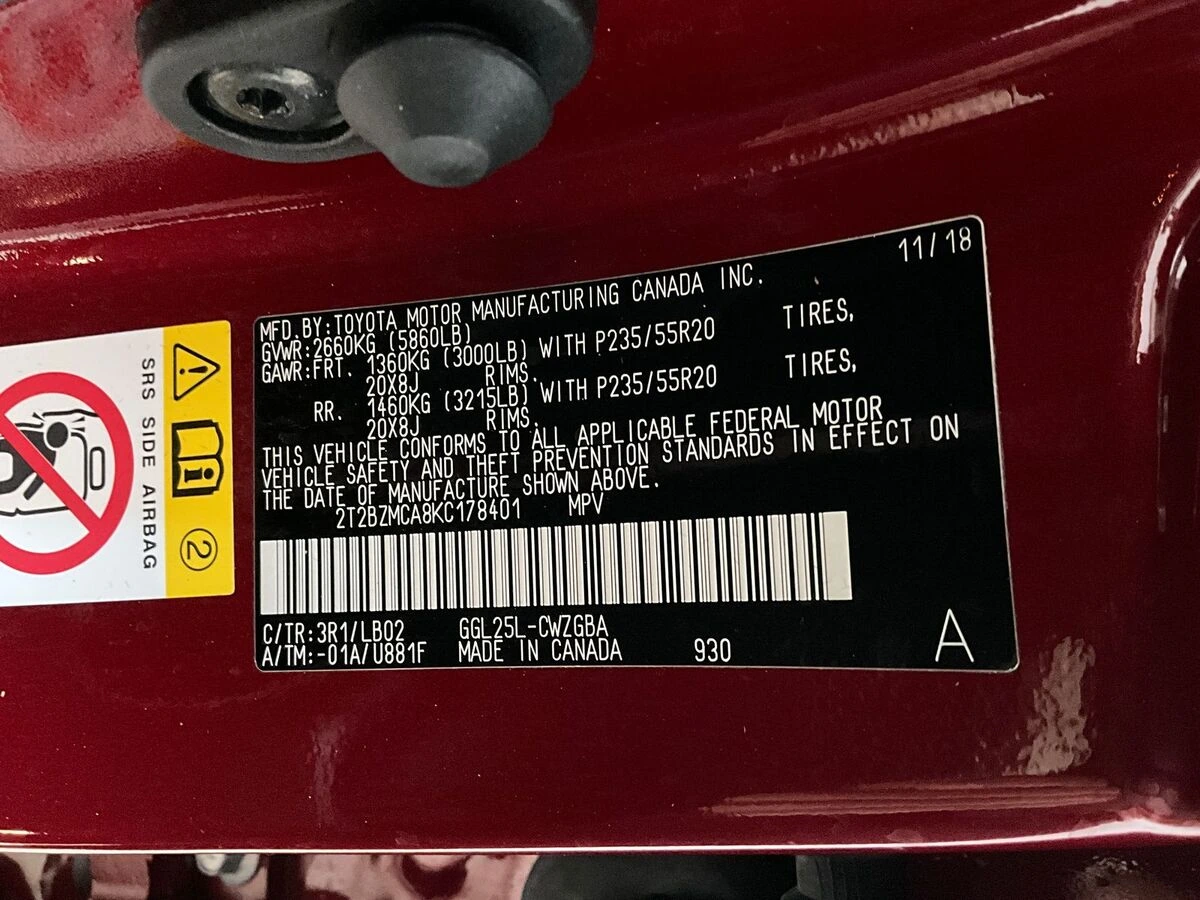 11/18
MFD.BY:TOYOTA MOTOR MANUFACTURING CANADA INC.
GVWR:2660KG (5860LB)
GAWR:FRT. 1360KG (3000LB) WITH P235/55R20 TIRES,
20X8J RIMS.
RR. 1460KG (3215LB) WITH P235/55R20 TIRES,
20X8J RIMS.
THIS VEHICLE CONFORMS TO ALL APPLICABLE FEDERAL MOTOR
VEHICLE SAFETY AND THEFT PREVENTION STANDARDS IN EFFECT ON
THE DATE OF MANUFACTURE SHOWN ABOVE.
2T2BZMCA8KC178401 MPV
C/TR:3R1/LB02 GGL25L-CWZGBA
A/TM:-01A/U881F MADE IN CANADA 930
A
SRS SIDE AIRBAG
2